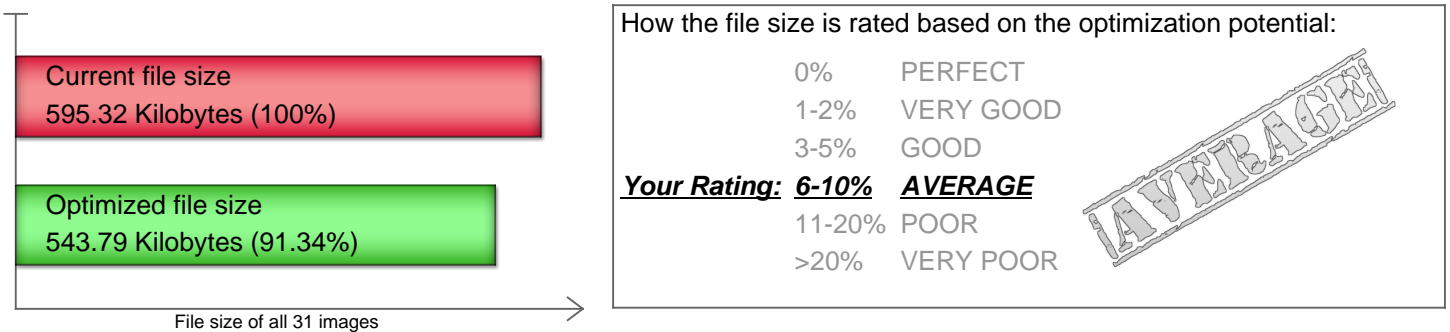 Current file size
595.32 Kilobytes (100%)
Optimized file size
543.79 Kilobytes (91.34%)
File size of all 31 images
How the file size is rated based on the optimization potential:
0% PERFECT
1-2% VERY GOOD
3-5% GOOD
Your Rating: 6-10% AVERAGE
11-20% POOR
>20% VERY POOR
AVERAGE